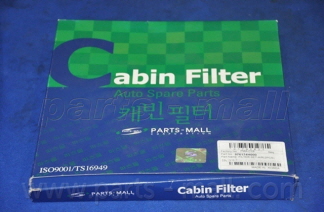 Cabin Filter
Auto Spare Parts
캐빈 필터
PARTS-MALL
ISO9001/TS16949
PARTS-MALL
Cabin Filter
Auto Spare Parts